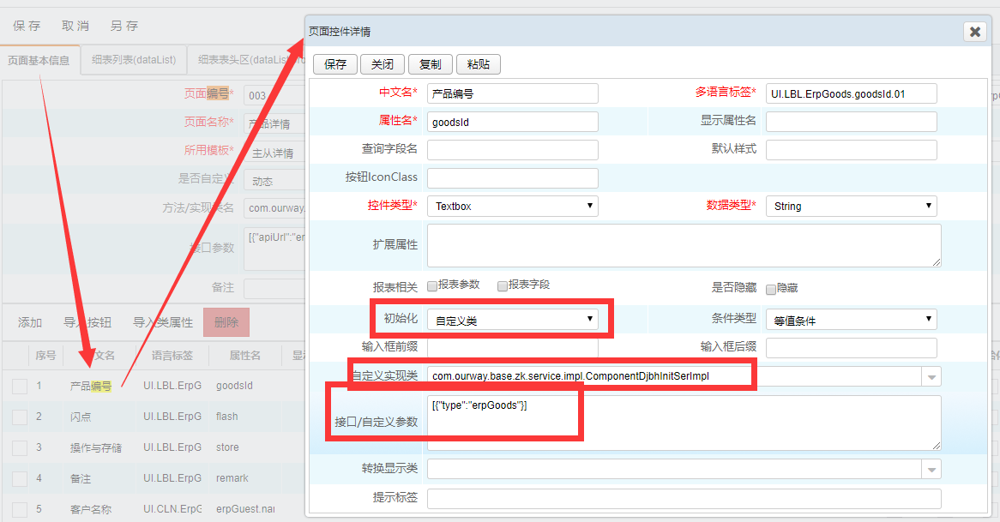 保 存 取 消 另 存
页面基本信息 细表列表(dataList) 细表表头区(dataList
页面编号* 003
页面名称* 产品详情
所用模板* 主从详情
是否自定义 动态
方法/实现类名 com.ourway.
接口参数 [{"apiUrl":"er
备注
添加 导入按钮 导入类属性 删除
序号 文名 语言标签 属性名 显
1 产品编号 UI.LBL.ErpG goodsId
2 闪点 UI.LBL.ErpG flash
3 操作与存储 UI.LBL.ErpG store
4 备注 UI.LBL.ErpG remark
5 客户名称 UI.CLN.ErpG erpGuest.nar
页面控件详情
保存 关闭 复制 粘贴
中文名* 产品编号 多语言标签* UI.LBL.ErpGoods.goodsId.01
属性名* goodsId 显示属性名
查询字段名 默认样式
按钮IconClass
控件类型* Textbox 数据类型* String
扩展属性
报表相关 报表参数 报表字段 是否隐藏 隐藏
初始化 自定义类 条件类型 等值条件
输入框前缀 输入框后缀
自定义实现类 com.ourway.base.zk.service.impl.ComponentDjbhInitSerImpl
接口/自定义参数 [{"type":"erpGoods"}]
转换显示类
提示标签